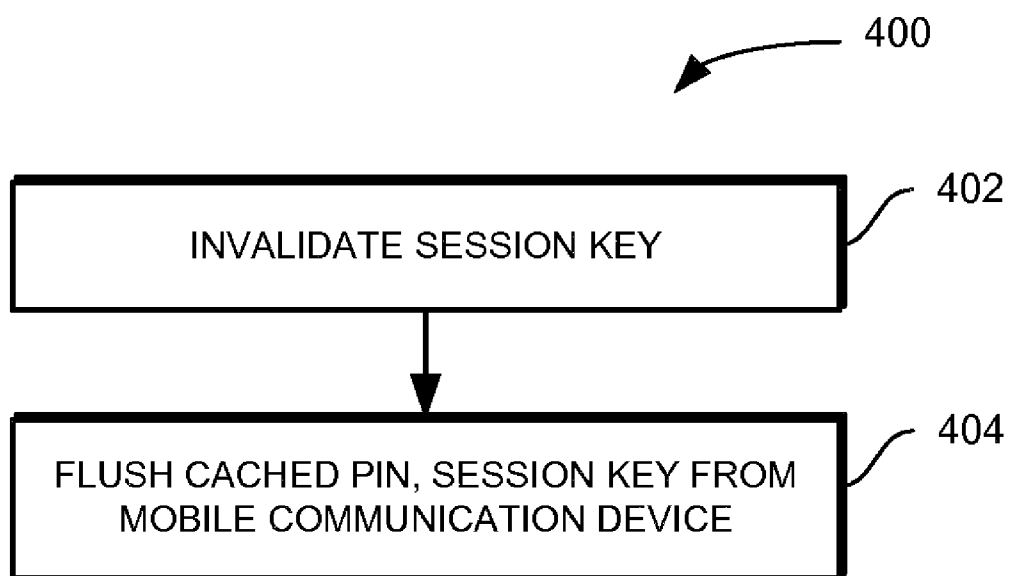 400
402
INVALIDATE SESSION KEY
404
FLUSH CACHED PIN, SESSION KEY FROM
MOBILE COMMUNICATION DEVICE